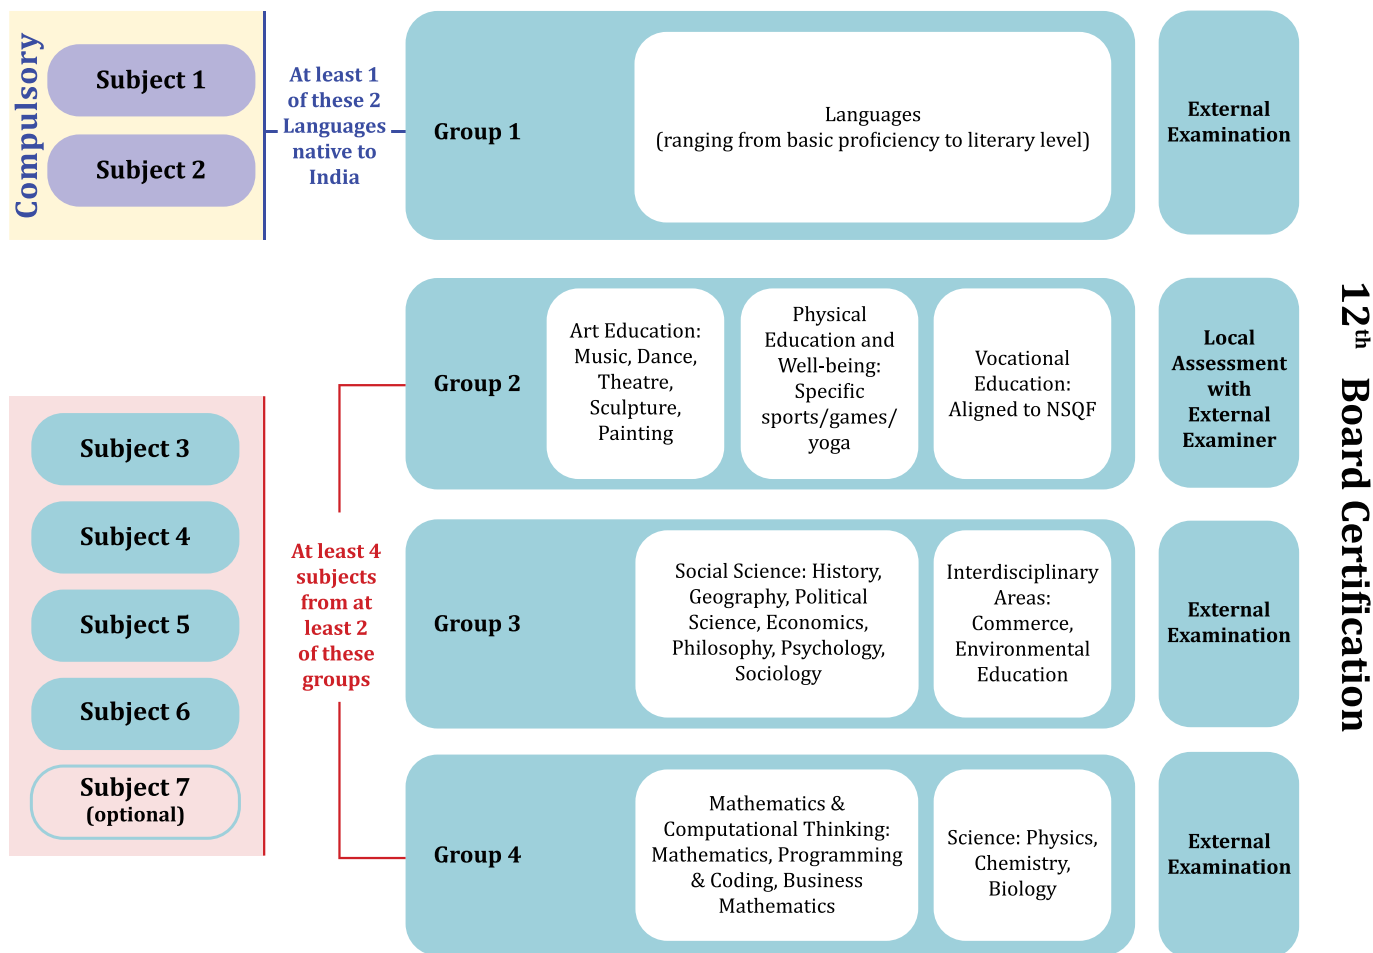 Compulsory
Subject 1
Subject 2
At least 1
of these 2
Languages
native to
India
Group 1
Languages
(ranging from basic proficiency to literary level)
External
Examination
Subject 3
Subject 4
Subject 5
Subject 6
Subject 7
(optional)
At least 4
subjects
from at
least 2
of these
groups
Group 2
Art Education:
Music, Dance,
Theatre,
Sculpture,
Painting
Physical
Education and
Well-being:
Specific
sports/games/
yoga
Vocational
Education:
Aligned to NSQF
Local
Assessment
with
External
Examiner
Group 3
Social Science: History,
Geography, Political
Science, Economics,
Philosophy, Psychology,
Sociology
Interdisciplinary
Areas:
Commerce,
Environmental
Education
External
Examination
Group 4
Mathematics &
Computational Thinking:
Mathematics, Programming
& Coding, Business
Mathematics
Science: Physics,
Chemistry,
Biology
External
Examination
12th Board Certification